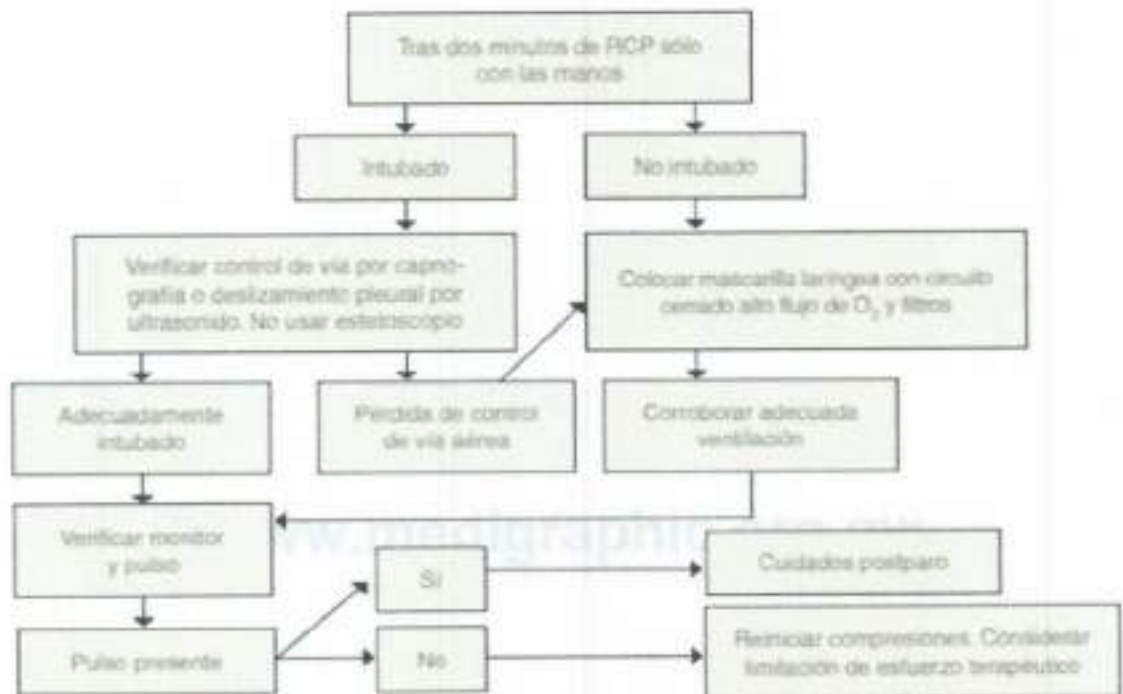 Tras dos minutos de RCP sólo
con las manos
Intubado
No intubado
Verificar control de vía por capno-
grafía o deslizamiento pleural por
ultrasonido. No usar estetoscopio
Colocar mascarilla laríngea con circuito
cerrado alto flujo de O₂ y filtros
Adecuadamente
intubado
Pérdida de control
de vía aérea
Corroborar adecuada
ventilación
Verificar monitor
y pulso
www.medigraphic
Sí
Cuidados postparo
Pulso presente
No
Reiniciar compresiones. Considerar
limitación de esfuerzo terapéutico